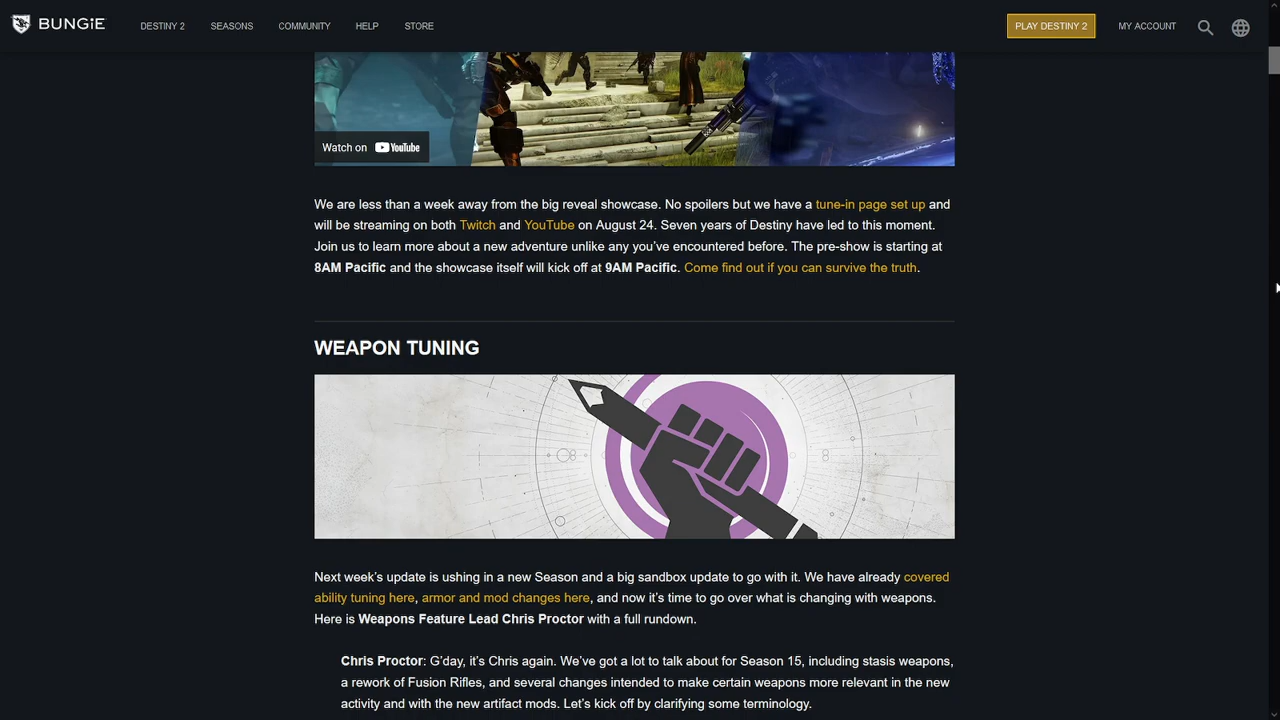 BUNGiE DESTINY 2 SEASONS COMMUNITY HELP STORE PLAY DESTINY 2 MY ACCOUNT
Watch on YouTube
We are less than a week away from the big reveal showcase. No spoilers but we have a tune-in page set up and
will be streaming on both Twitch and YouTube on August 24. Seven years of Destiny have led to this moment.
Join us to learn more about a new adventure unlike any you've encountered before. The pre-show is starting at
8AM Pacific and the showcase itself will kick off at 9AM Pacific. Come find out if you can survive the truth.
WEAPON TUNING
Next week's update is ushing in a new Season and a big sandbox update to go with it. We have already covered
ability tuning here, armor and mod changes here, and now it's time to go over what is changing with weapons.
Here is Weapons Feature Lead Chris Proctor with a full rundown.
Chris Proctor: G'day, it's Chris again. We've got a lot to talk about for Season 15, including stasis weapons,
a rework of Fusion Rifles, and several changes intended to make certain weapons more relevant in the new
activity and with the new artifact mods. Let's kick off by clarifying some terminology.